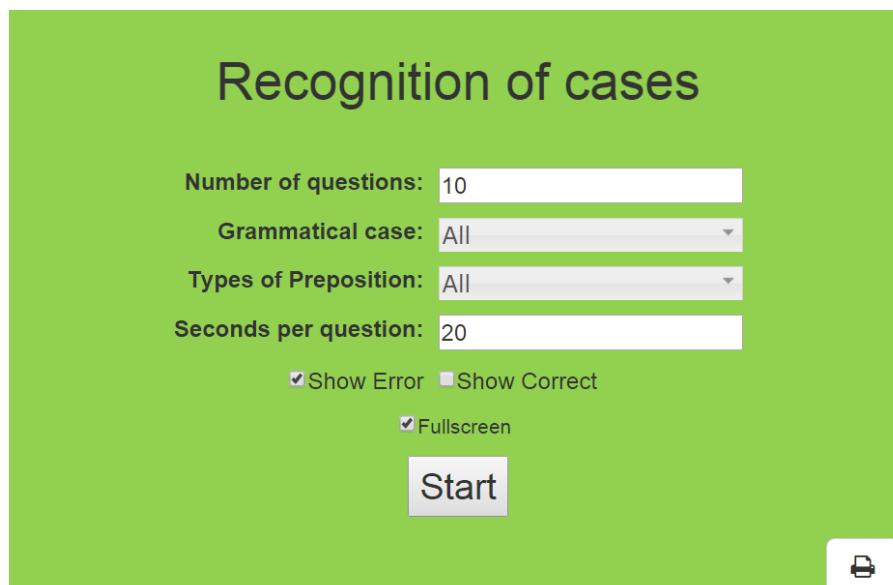 Recognition of cases
Number of questions: 10
Grammatical case: All
Types of Preposition: All
Seconds per question: 20
Show Error Show Correct
Fullscreen
Start